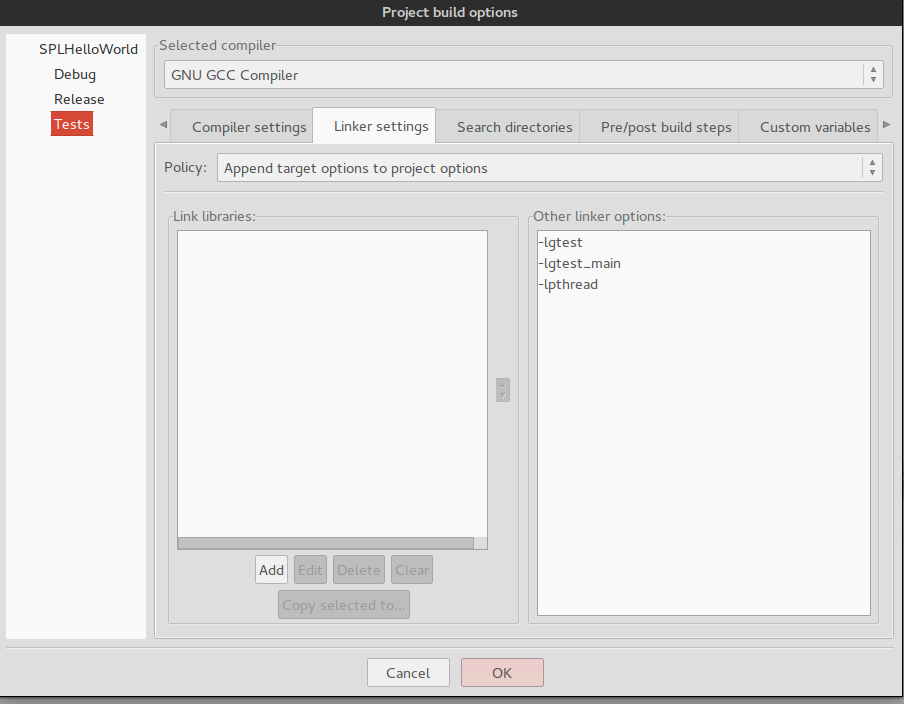 Project build options
SPLHelloWorld
Debug
Release
Tests
Selected compiler
GNU GCC Compiler
Compiler settings
Linker settings
Search directories
Pre/post build steps
Custom variables
Policy:
Append target options to project options
Link libraries:
Other linker options:
-lgtest
-lgtest_main
-lpthread
Add
Edit
Delete
Clear
Copy selected to...
Cancel
OK